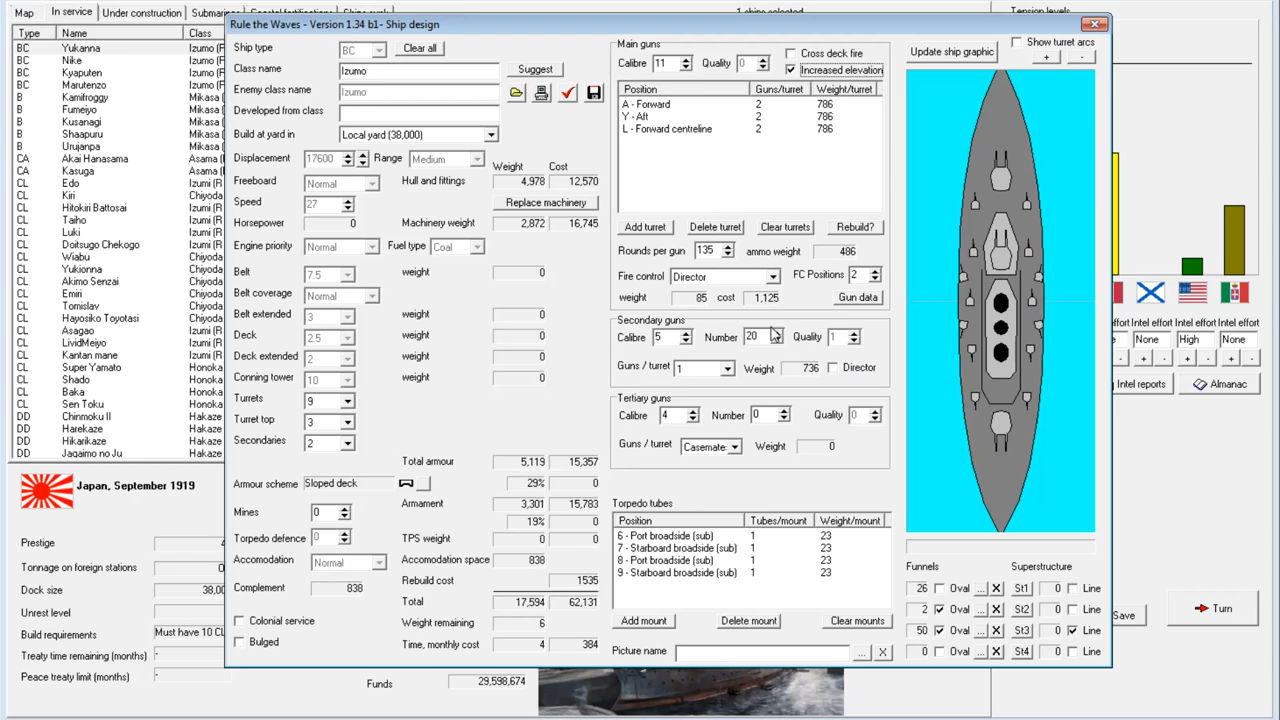 Map In service Under construction Submarin 1 ships selected Tension levels
Type Name Class
BC Yukanna Izumo (F
BC Nike Izumo (F
BC Kyaputen Izumo (F
BC Marutenzo Izumo (F
B Kamifroggy Mikasa (
B Fumeiyo Mikasa (
B Kusanagi Mikasa (
B Shaapuru Mikasa (
B Urujanpa Mikasa (
CA Akai Hanasama Asama (
CA Kasuga Asama (
CL Edo Izumi (R
CL Kiri Chiyoda
CL Hitokiri Battosai Izumi (R
CL Taiho Izumi (R
CL Luki Izumi (R
CL Doitsugo Chekogo Izumi (R
CL Wiabu Chiyoda
CL Yukionna Chiyoda
CL Akimo Senzai Chiyoda
CL Emiri Chiyoda
CL Tomislav Chiyoda
CL Hayosiko Toyotasi Chiyoda
CL Asagao Izumi (R
CL LividMeijo Izumi (R
CL Kantan mane Izumi (R
CL Super Yamato Izumi (R
CL Shado Izumi (R
CL Baka Izumi (R
CL Sen Toku Izumi (R
DD Chinmoku II Hakaze
DD Harekaze Hakaze
DD Hikarikaze Hakaze
DD Jagaimo no Ju Hakaze
Japan, September 1919
Prestige 4
Tonnage on foreign stations 0
Dock size 38,00
Unrest level
Build requirements Must have 10 CL
Treaty time remaining (months) -
Peace treaty limit (months) -
Funds 29,598,674
Rule the Waves - Version 1.34 b1- Ship design
Ship type BC Clear all
Class name Izumo Suggest
Enemy class name Izumo
Developed from class
Build at yard in Local yard (38,000)
Displacement 17600 Range Medium Weight Cost
Freeboard Normal Hull and fittings 4,978 12,570
Speed 27 Replace machinery
Horsepower 0 Machinery weight 2,872 16,745
Engine priority Normal Fuel type Coal
Belt 7.5 weight 0
Belt coverage Normal
Belt extended 3 weight 0
Deck 2.5 weight 0
Deck extended 2 weight 0
Conning tower 10 weight 0
Turrets 9
Turret top 3
Secondaries 2
Total armour 5,119 15,357
Armour scheme Sloped deck 29% 0
Mines 0 Armament 3,301 15,783
19% 0
Torpedo defence 0 TPS weight 0 0
Accomodation Normal Accomodation space 838
Complement 838 Rebuild cost 1535
Total 17,594 62,131
Colonial service Weight remaining 6
Bulged Time, monthly cost 4 384
Main guns
Cross deck fire
Calibre 11 Quality 0 Increased elevation
Position Guns/turret Weight/turret
A - Forward 2 786
Y - Aft 2 786
L - Forward centreline 2 786
Add turret Delete turret Clear turrets Rebuild?
Rounds per gun 135 ammo weight 486
Fire control Director FC Positions 2
weight 85 cost 1,125 Gun data
Secondary guns
Calibre 5 Number 20 Quality 1
Guns / turret 1 Weight 736 Director
Tertiary guns
Calibre 4 Number 0 Quality 0
Guns / turret Casemate: Weight 0
Torpedo tubes
Position Tubes/mount Weight/mount
6 - Port broadside (sub) 1 23
7 - Starboard broadside (sub) 1 23
8 - Port broadside (sub) 1 23
9 - Starboard broadside (sub) 1 23
Add mount Delete mount Clear mounts
Picture name ... X
Update ship graphic Show turret arcs
+ -
Funnels Superstructure
26 Oval ... X St1 0 Line
2 Oval ... X St2 0 Line
50 Oval ... X St3 0 Line
0 Oval ... X St4 0 Line
ffort Intel effort Intel effort Intel effort
None High None
Intel reports Almanac
Save Turn